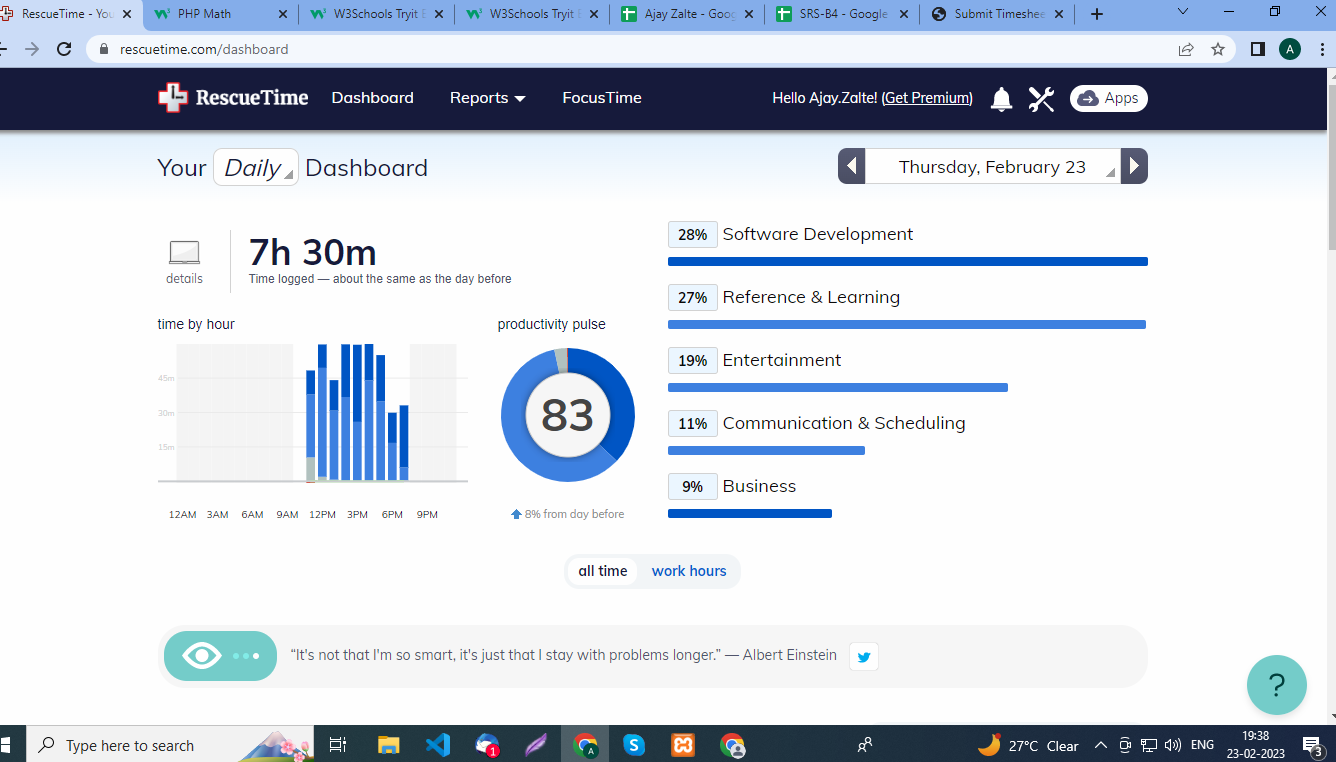 RescueTime - You
PHP Math
W3Schools Tryit E
W3Schools Tryit E
Ajay Zalte - Goog
SRS-B4 - Google
Submit Timeshee
rescuetime.com/dashboard
A
RescueTime Dashboard Reports FocusTime
Hello Ajay.Zalte! (Get Premium) Apps
Your Daily Dashboard
Thursday, February 23
details
7h 30m
Time logged — about the same as the day before
time by hour
45m
30m
15m
12AM 3AM 6AM 9AM 12PM 3PM 6PM 9PM
productivity pulse
83
8% from day before
28% Software Development
27% Reference & Learning
19% Entertainment
11% Communication & Scheduling
9% Business
all time work hours
“It's not that I'm so smart, it's just that I stay with problems longer.” — Albert Einstein
?
Type here to search
1
A
27°C Clear
ENG
19:38
23-02-2023
3